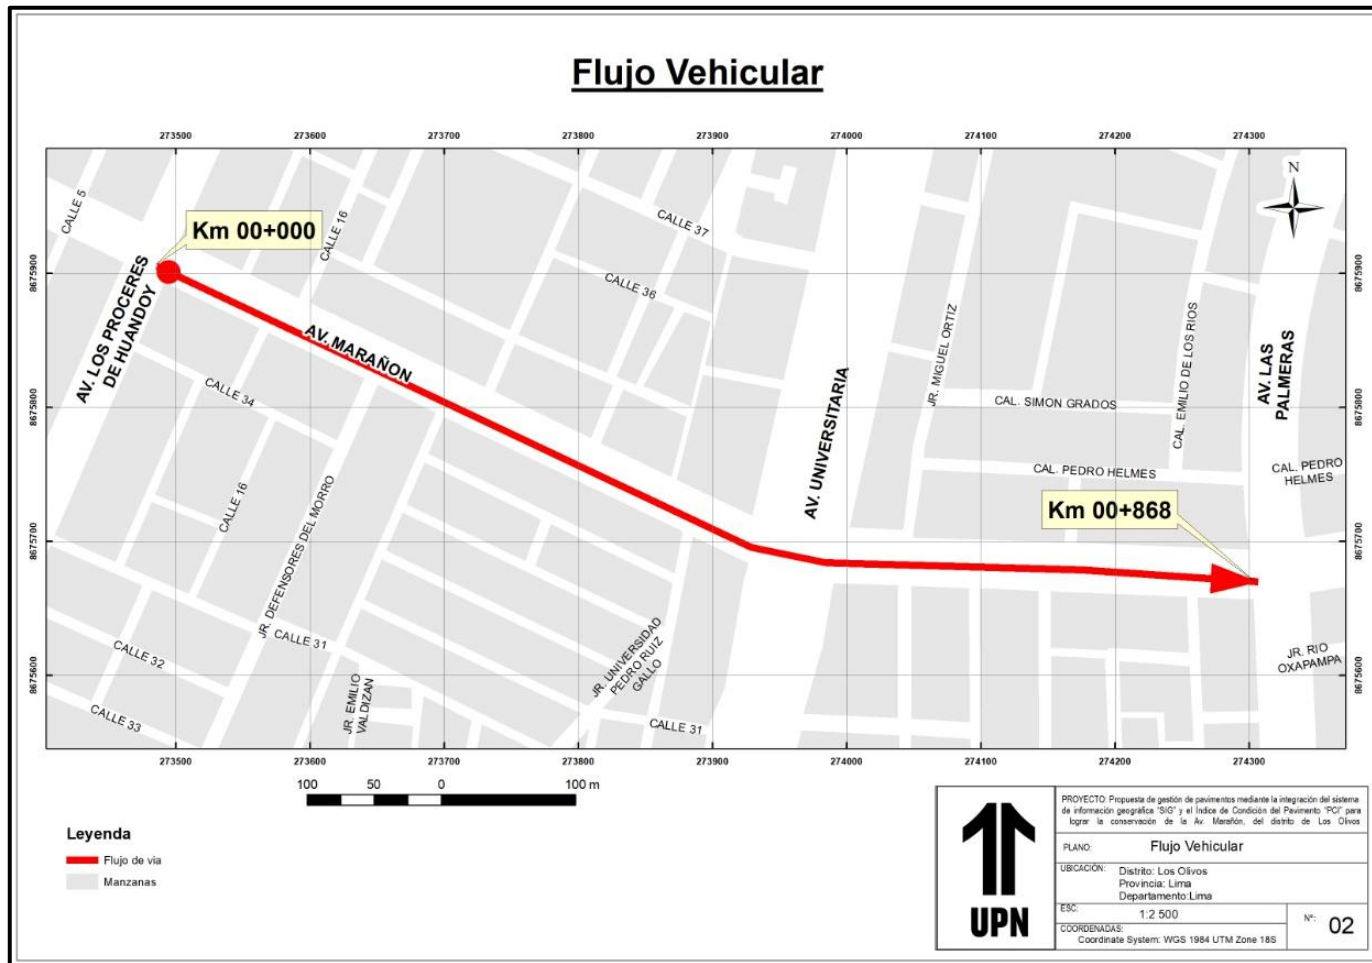 Flujo Vehicular
273500 273600 273700 273800 273900 274000 274100 274200 274300
N
CALLE 5
Km 00+000
CALLE 16
CALLE 37
8675900
8675900
AV. LOS PROCERES
DE HUANDOY
CALLE 36
AV. MARAÑON
JR. MIGUEL ORTIZ
CAL. EMILIO DE LOS RIOS
AV. LAS
PALMERAS
CALLE 34
AV. UNIVERSITARIA
CAL. SIMON GRADOS
8675800
8675800
CAL. PEDRO HELMES
CAL. PEDRO
HELMES
CALLE 16
JR. DEFENSORES DEL MORRO
Km 00+868
8675700
8675700
CALLE 31
CALLE 32
CALLE 33
JR. EMILIO
VALDIZAN
JR. UNIVERSIDAD
PEDRO RUIZ
GALLO
CALLE 31
JR. RIO
OXAPAMPA
8675600
8675600
273500 273600 273700 273800 273900 274000 274100 274200 274300
100 50 0 100 m
Leyenda
Flujo de via
Manzanas
UPN
PROYECTO: Propuesta de gestión de pavimentos mediante la integración del sistema
de información geográfica "SIG" y el Índice de Condición del Pavimento "PCI" para
lograr la conservación de la Av. Marañón, del distrito de Los Olivos
PLANO: Flujo Vehicular
UBICACIÓN: Distrito: Los Olivos
Provincia: Lima
Departamento:Lima
ESC: 1:2 500
COORDENADAS:
Coordinate System: WGS 1984 UTM Zone 18S
N°: 02